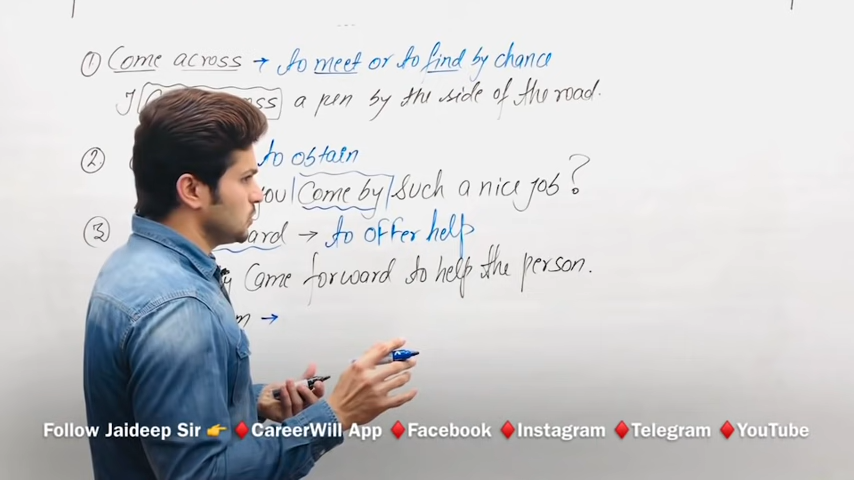 ① Come across → to meet or to find by chance
I ss a pen by the side of the road.
② to obtain
you Come by such a nice job?
③ ard → to offer help
y Came forward to help the person.
m →
Follow Jaideep Sir 👉 ♦CareerWill App ♦Facebook ♦Instagram ♦Telegram ♦YouTube